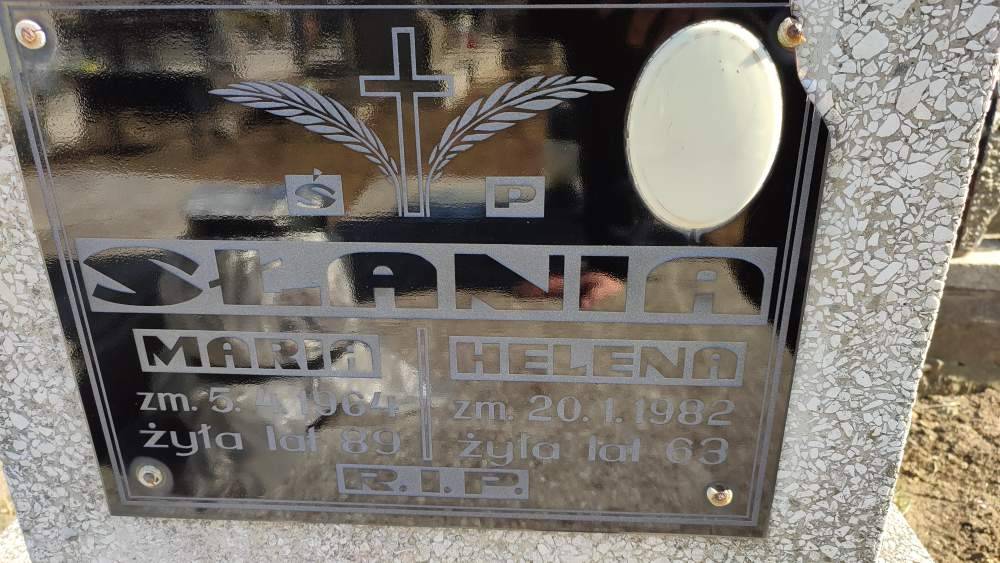 Ś P
SŁANIA
MARIA HELENA
zm. 5. 4. 1964 zm. 20. 1. 1982
żyła lat 89 żyła lat 63
R.I.P.